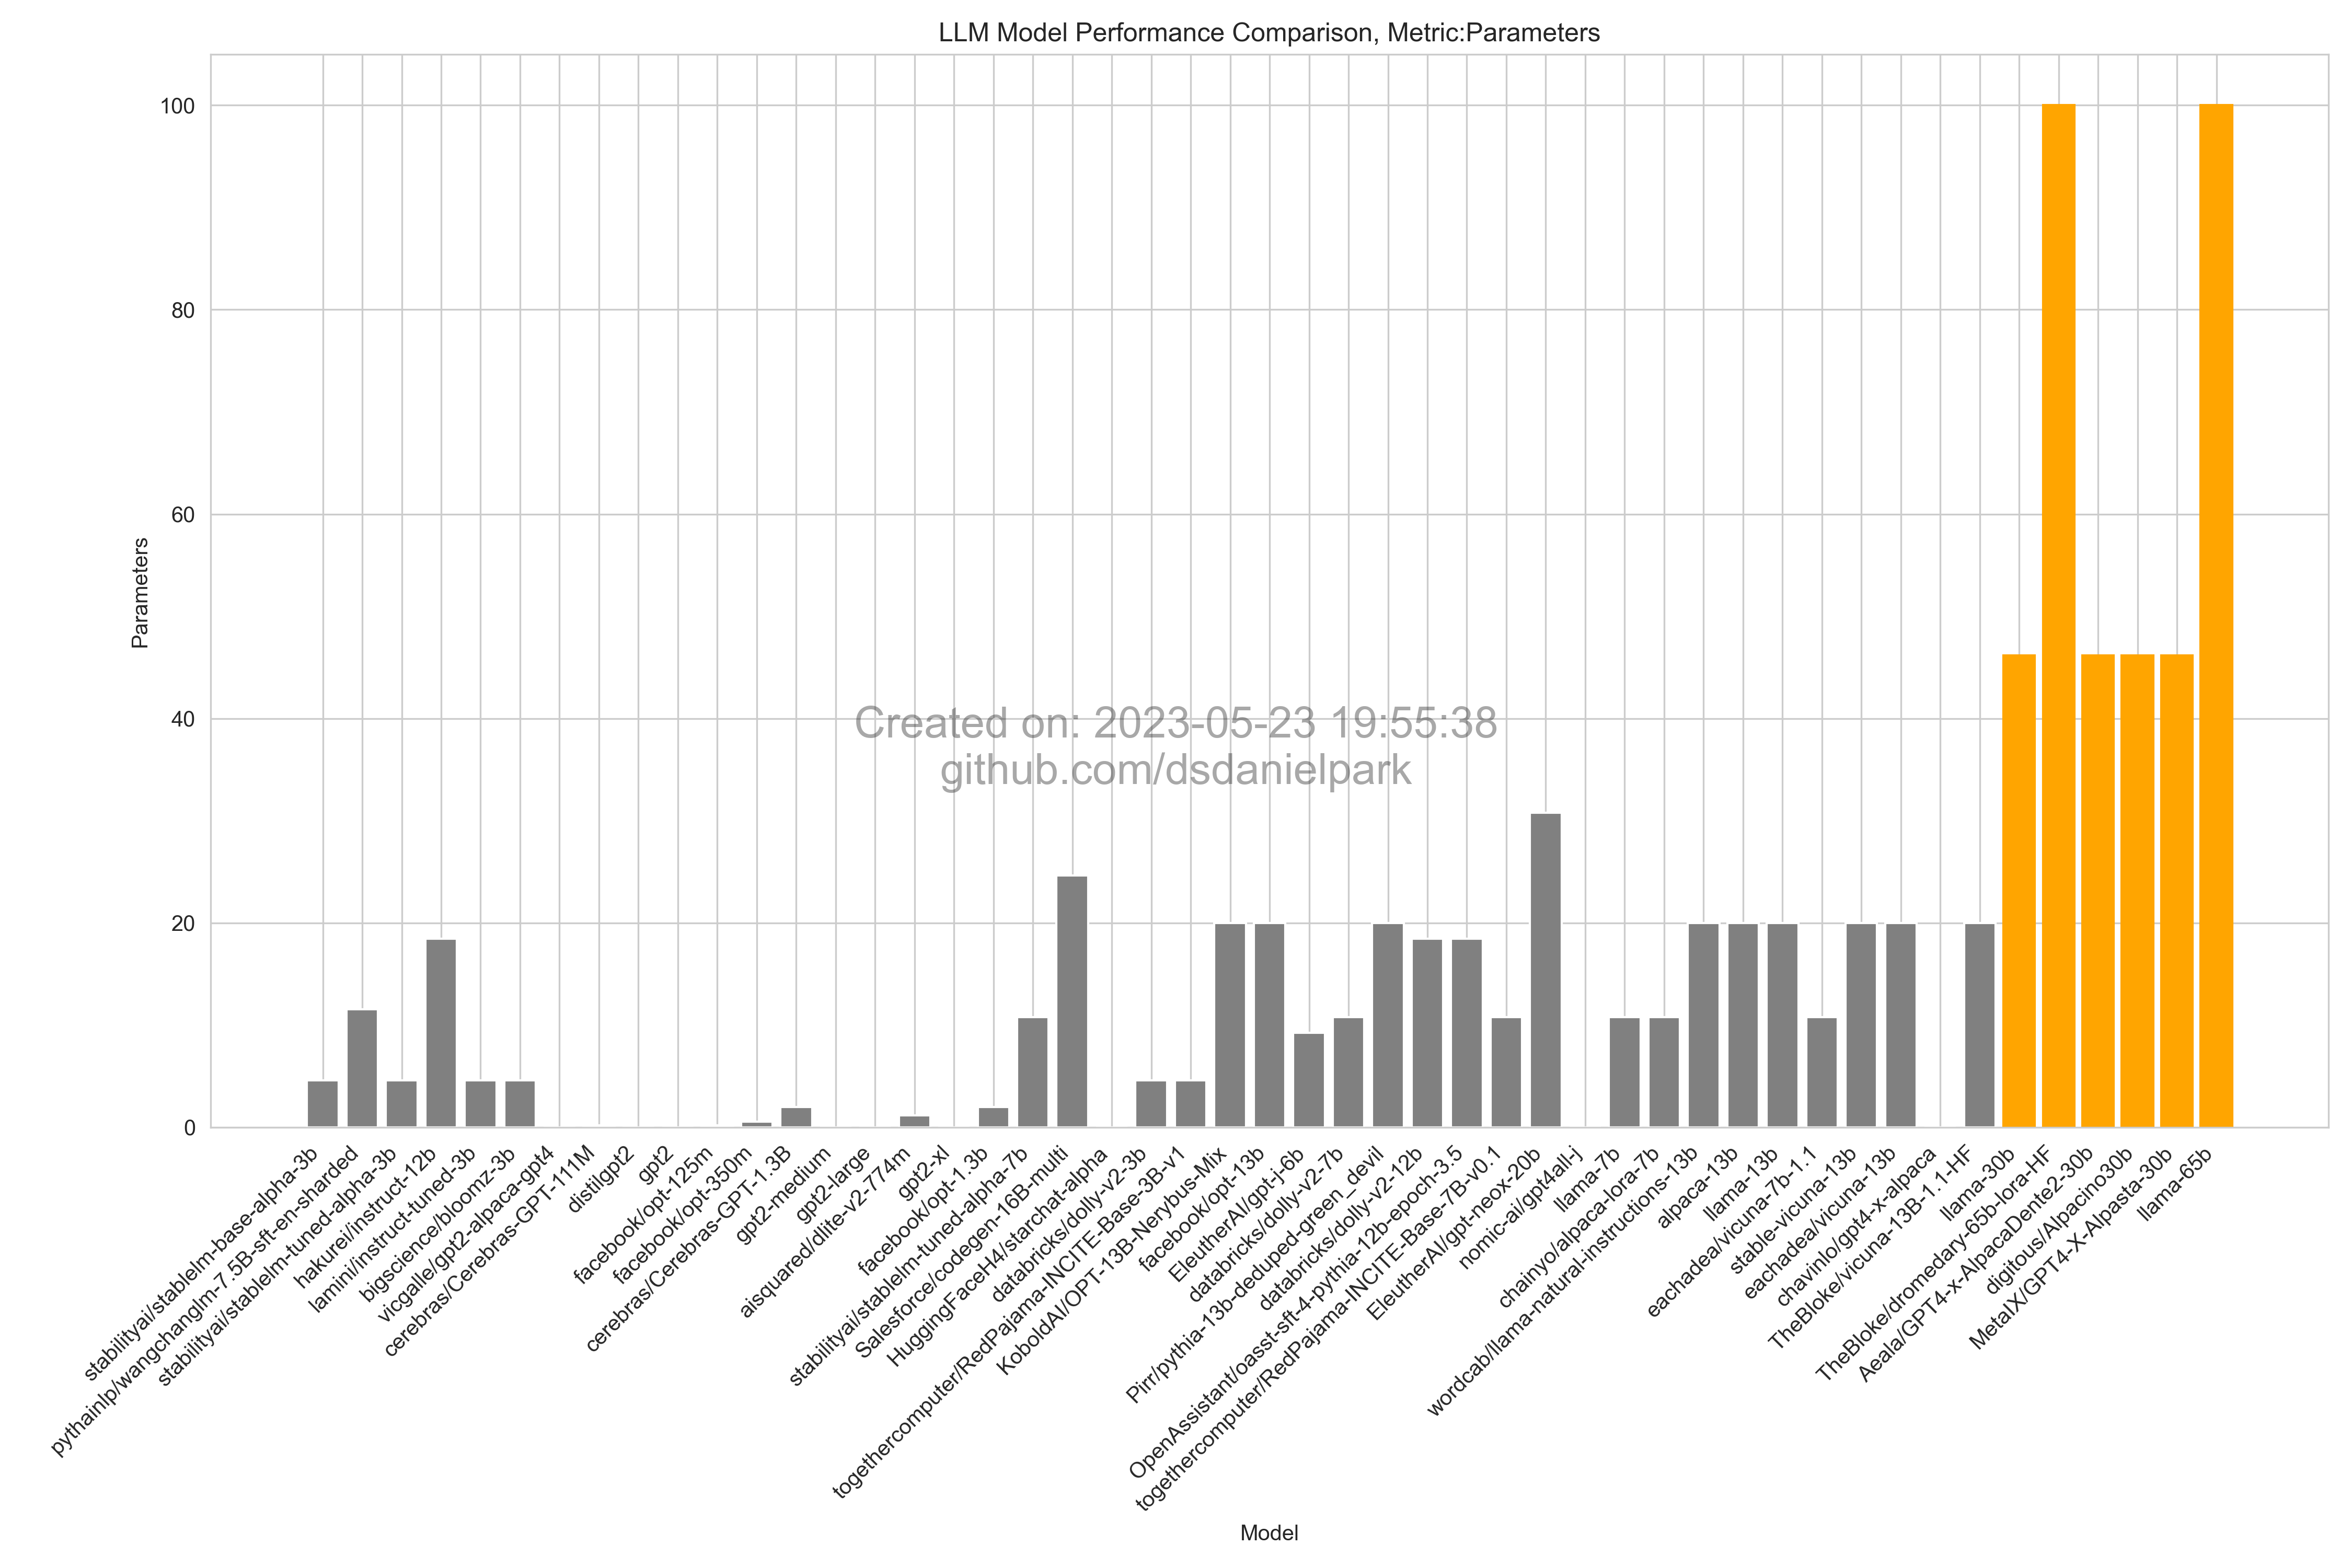 LLM Model Performance Comparison, Metric:Parameters
Parameters
100
80
60
40
20
0
Created on: 2023-05-23 19:55:38
github.com/dsdanielpark
stabilityai/stablelm-base-alpha-3b
pythainlp/wangchanglm-7.5B-sft-en-sharded
stabilityai/stablelm-tuned-alpha-3b
hakurei/instruct-12b
lamini/instruct-tuned-3b
bigscience/bloomz-3b
vicgalle/gpt2-alpaca-gpt4
cerebras/Cerebras-GPT-111M
distilgpt2
gpt2
facebook/opt-125m
facebook/opt-350m
cerebras/Cerebras-GPT-1.3B
gpt2-medium
gpt2-large
aisquared/dlite-v2-774m
gpt2-xl
facebook/opt-1.3b
stabilityai/stablelm-tuned-alpha-7b
Salesforce/codegen-16B-multi
HuggingFaceH4/starchat-alpha
databricks/dolly-v2-3b
togethercomputer/RedPajama-INCITE-Base-3B-v1
KoboldAI/OPT-13B-Nerybus-Mix
facebook/opt-13b
EleutherAI/gpt-j-6b
databricks/dolly-v2-7b
Pirr/pythia-13b-deduped-green_devil
databricks/dolly-v2-12b
OpenAssistant/oasst-sft-4-pythia-12b-epoch-3.5
togethercomputer/RedPajama-INCITE-Base-7B-v0.1
EleutherAI/gpt-neox-20b
nomic-ai/gpt4all-j
llama-7b
chainyo/alpaca-lora-7b
wordcab/llama-natural-instructions-13b
alpaca-13b
llama-13b
eachadea/vicuna-7b-1.1
stable-vicuna-13b
eachadea/vicuna-13b
chavinlo/gpt4-x-alpaca
TheBloke/vicuna-13B-1.1-HF
llama-30b
TheBloke/dromedary-65b-lora-HF
Aeala/GPT4-x-AlpacaDente2-30b
digitous/Alpacino30b
MetaIX/GPT4-X-Alpasta-30b
llama-65b
Model